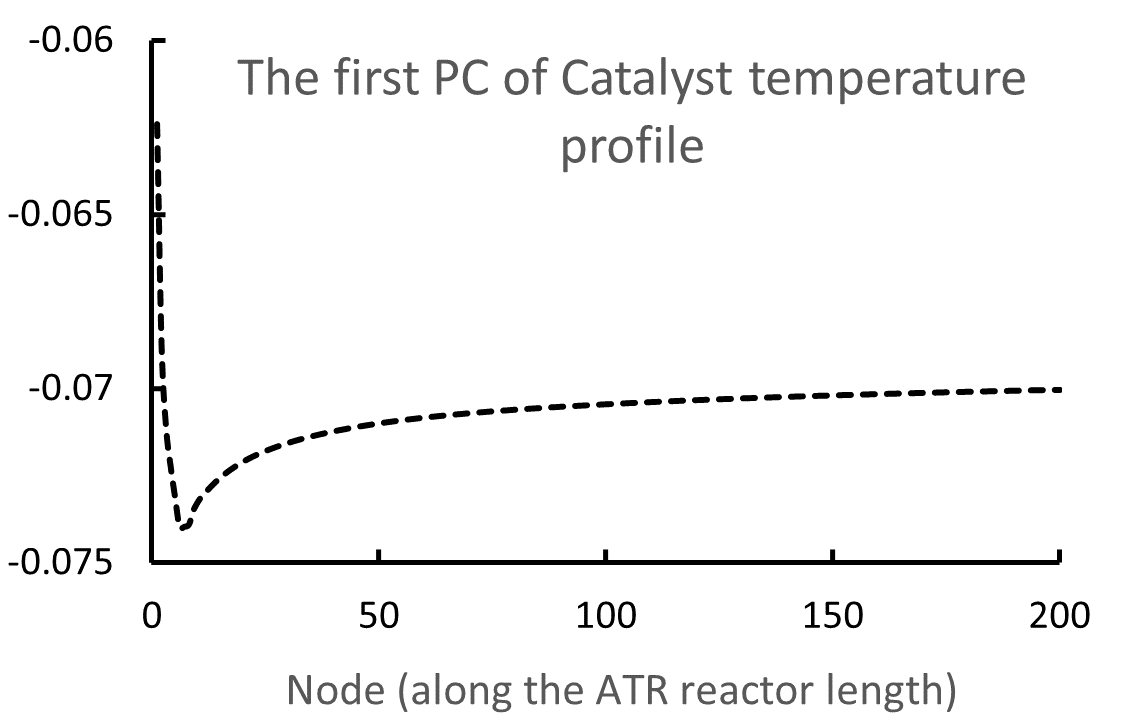 -0.06
The first PC of Catalyst temperature
profile
-0.065
-0.07
-0.075
0 50 100 150 200
Node (along the ATR reactor length)